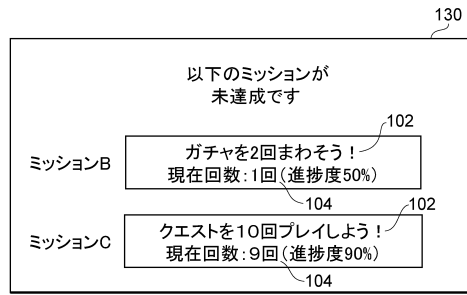 130
以下のミッションが
未達成です
102
ミッションB
ガチャを2回まわそう！
現在回数:1回(進捗度50%)
104
102
ミッションC
クエストを１０回プレイしよう！
現在回数:９回(進捗度90%)
104